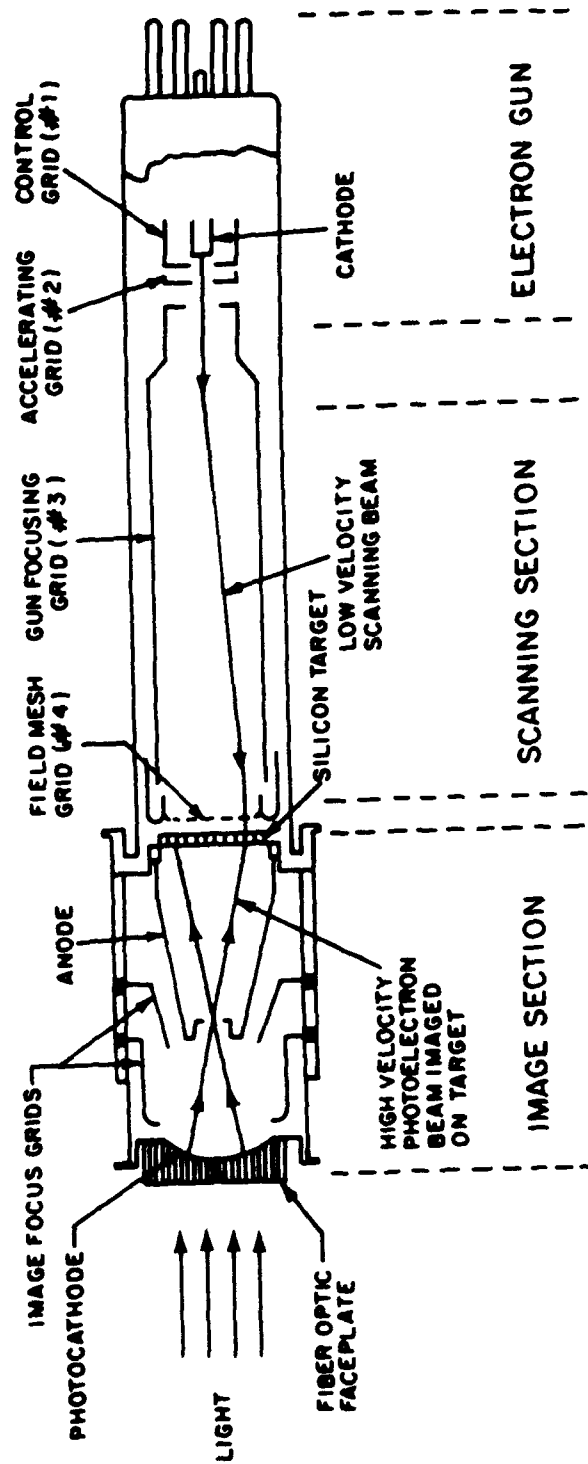 IMAGE FOCUS GRIDS
PHOTOCATHODE
ANODE
FIELD MESH
GRID (#4)
GUN FOCUSING
GRID (#3)
ACCELERATING
GRID (#2)
CONTROL
GRID (#1)
LIGHT
FIBER OPTIC
FACEPLATE
HIGH VELOCITY
PHOTOELECTRON
BEAM IMAGED
ON TARGET
SILICON TARGET
LOW VELOCITY
SCANNING BEAM
CATHODE
IMAGE SECTION
SCANNING SECTION
ELECTRON GUN